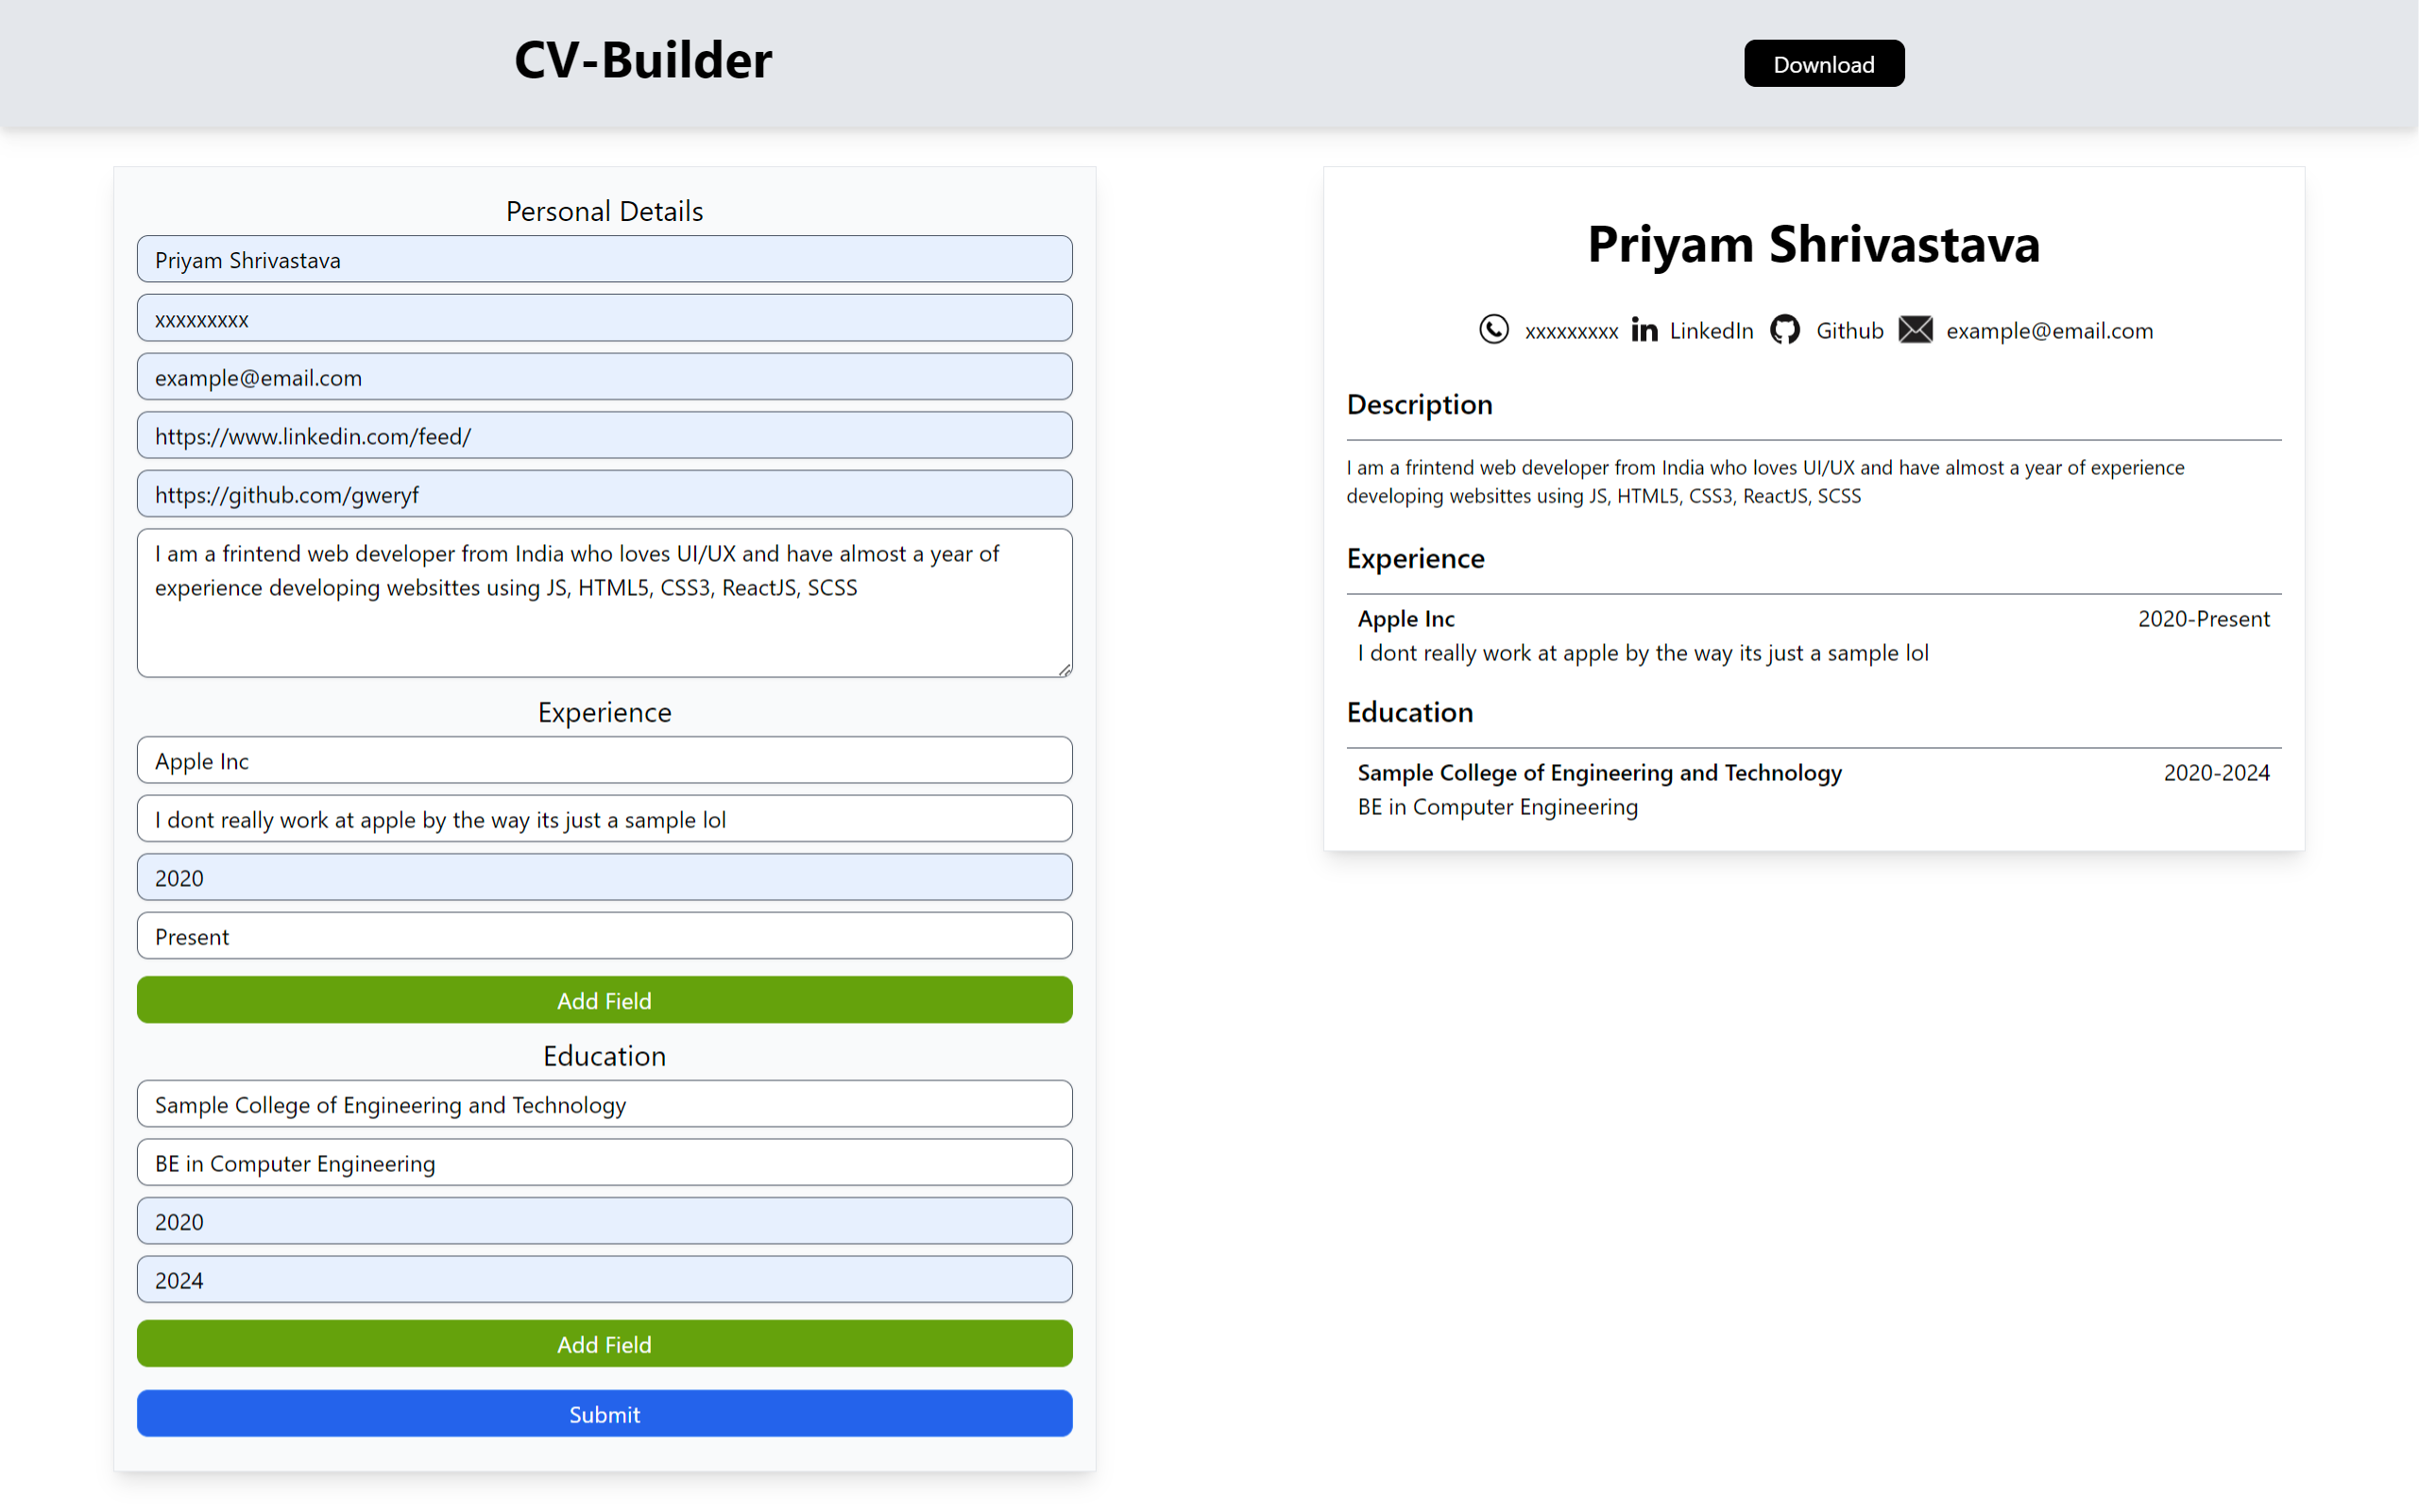 CV-Builder
Download
Personal Details
Priyam Shrivastava
xxxxxxxxx
example@email.com
https://www.linkedin.com/feed/
https://github.com/gweryf
I am a frintend web developer from India who loves UI/UX and have almost a year of
experience developing websittes using JS, HTML5, CSS3, ReactJS, SCSS
Experience
Apple Inc
I dont really work at apple by the way its just a sample lol
2020
Present
Add Field
Education
Sample College of Engineering and Technology
BE in Computer Engineering
2020
2024
Add Field
Submit
Priyam Shrivastava
xxxxxxxxx in LinkedIn Github example@email.com
Description
I am a frintend web developer from India who loves UI/UX and have almost a year of experience
developing websittes using JS, HTML5, CSS3, ReactJS, SCSS
Experience
Apple Inc 2020-Present
I dont really work at apple by the way its just a sample lol
Education
Sample College of Engineering and Technology 2020-2024
BE in Computer Engineering